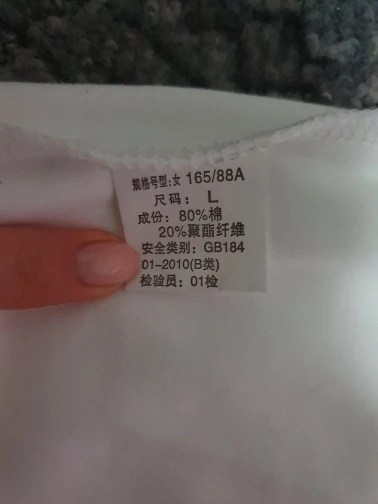 规格号型:女 165/88A
尺码: L
成份: 80%棉
20%聚酯纤维
安全类别: GB184
01-2010(B类)
检验员: 01检